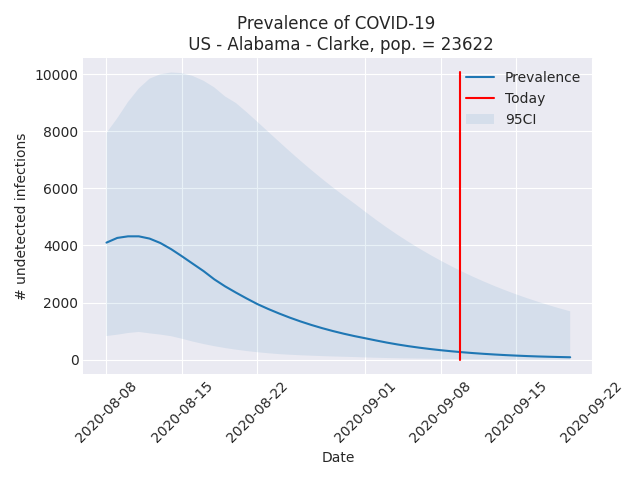 Prevalence of COVID-19
US - Alabama - Clarke, pop. = 23622
Prevalence
Today
95CI
10000
8000
6000
4000
2000
0
# undetected infections
2020-08-08
2020-08-15
2020-08-22
2020-09-01
2020-09-08
2020-09-15
2020-09-22
Date